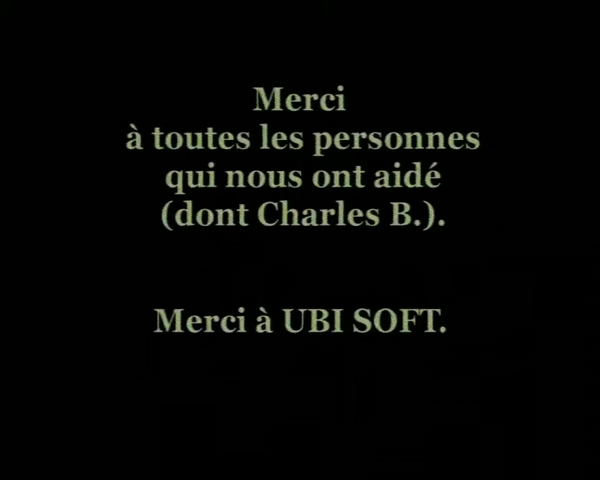 Merci
à toutes les personnes
qui nous ont aidé
(dont Charles B.).
Merci à UBI SOFT.